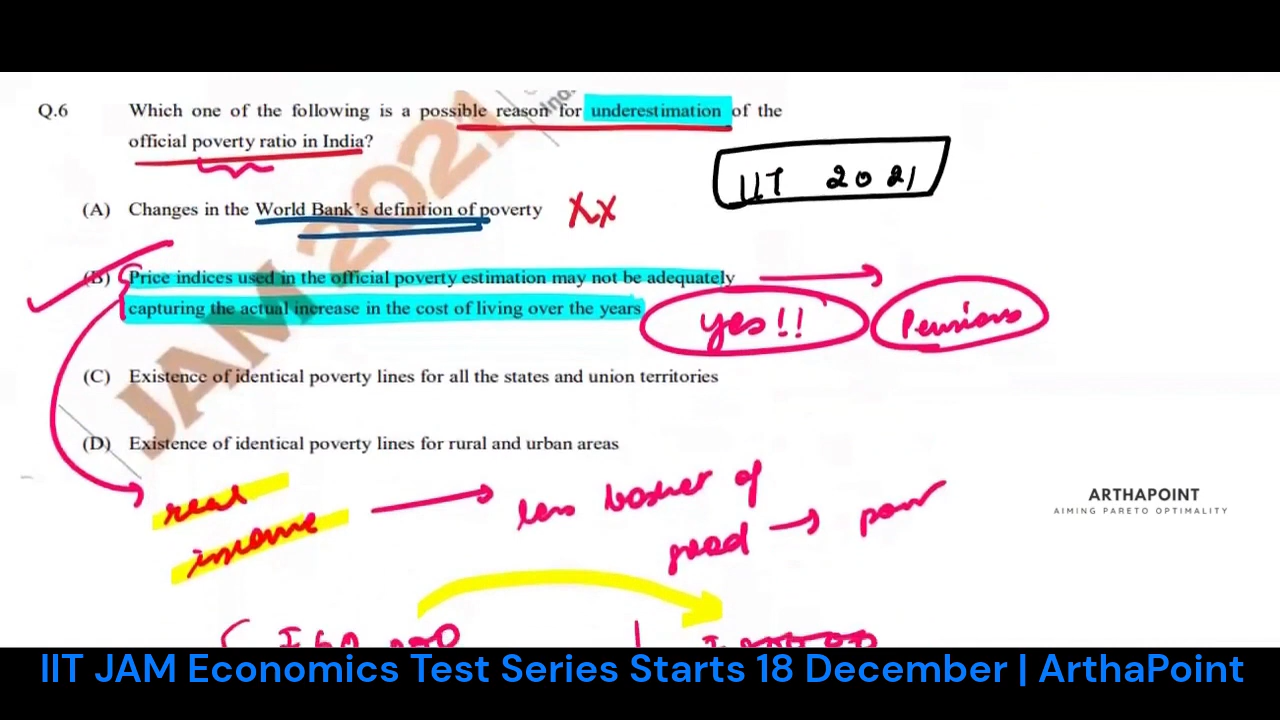 Q.6 Which one of the following is a possible reason for underestimation of the
official poverty ratio in India?
IIT 2021
(A) Changes in the World Bank's definition of poverty XX
(B) Price indices used in the official poverty estimation may not be adequately
capturing the actual increase in the cost of living over the years
yes!! Pensions
(C) Existence of identical poverty lines for all the states and union territories
(D) Existence of identical poverty lines for rural and urban areas
JAM 2021
real
income
less basket of
good → poor
ARTHAPOINT
AIMING PARETO OPTIMALITY
IIT JAM Economics Test Series Starts 18 December | ArthaPoint